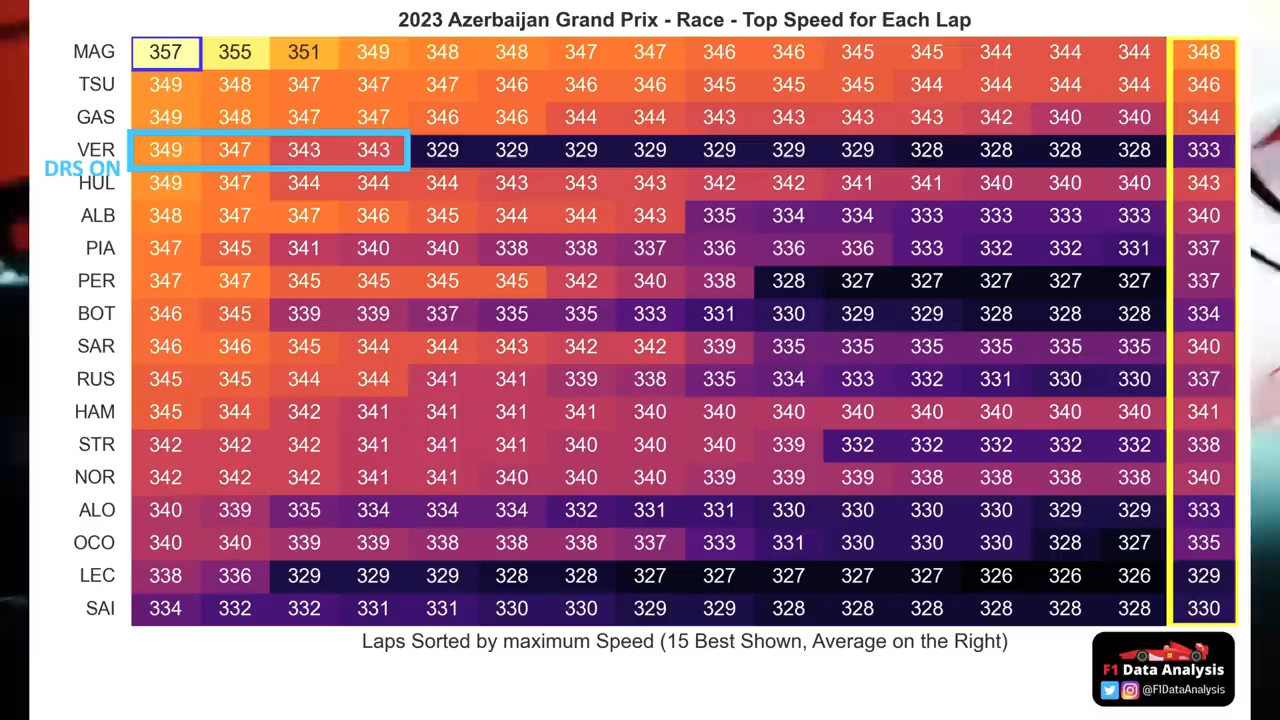 2023 Azerbaijan Grand Prix - Race - Top Speed for Each Lap
MAG 357 355 351 349 348 348 347 347 346 346 345 345 344 344 344 348
TSU 349 348 347 347 347 346 346 346 345 345 345 344 344 344 344 346
GAS 349 348 347 347 346 346 344 344 343 343 343 343 342 340 340 344
VER 349 347 343 343 329 329 329 329 329 329 329 328 328 328 328 333
DRS ON
HUL 349 347 344 344 344 343 343 343 342 342 341 341 340 340 340 343
ALB 348 347 347 346 345 344 344 343 335 334 334 333 333 333 333 340
PIA 347 345 341 340 340 338 338 337 336 336 336 333 332 332 331 337
PER 347 347 345 345 345 345 342 340 338 328 327 327 327 327 327 337
BOT 346 345 339 339 337 335 335 333 331 330 329 329 328 328 328 334
SAR 346 346 345 344 344 343 342 342 339 335 335 335 335 335 335 340
RUS 345 345 344 344 341 341 339 338 335 334 333 332 331 330 330 337
HAM 345 344 342 341 341 341 341 340 340 340 340 340 340 340 340 341
STR 342 342 342 341 341 341 340 340 340 339 332 332 332 332 332 338
NOR 342 342 342 341 341 340 340 340 339 339 339 338 338 338 338 340
ALO 340 339 335 334 334 334 332 331 331 330 330 330 330 329 329 333
OCO 340 340 339 339 338 338 338 337 333 331 330 330 330 328 327 335
LEC 338 336 329 329 329 328 328 327 327 327 327 327 326 326 326 329
SAI 334 332 332 331 331 330 330 329 329 328 328 328 328 328 328 330
Laps Sorted by maximum Speed (15 Best Shown, Average on the Right)
F1 Data Analysis
@F1DataAnalysis